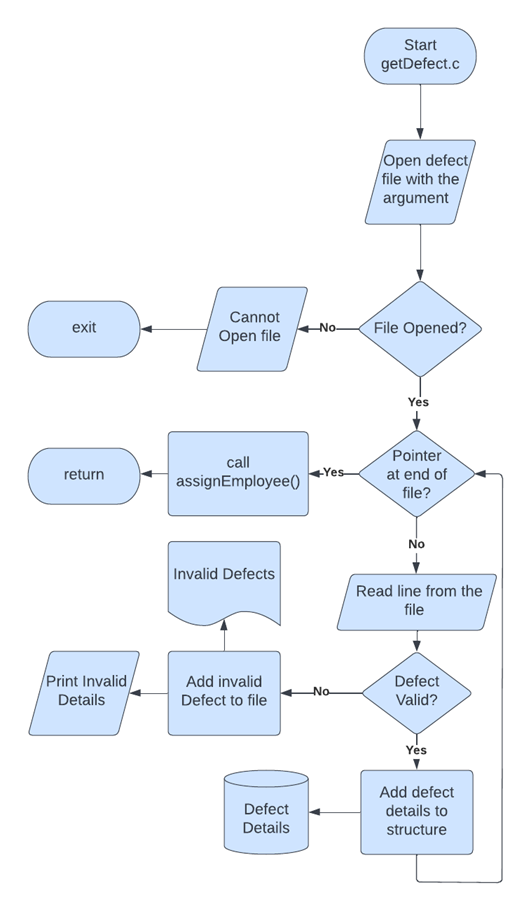 Start
getDefect.c
Open defect
file with the
argument
Cannot
Open file
exit
No
File Opened?
Yes
Pointer
at end of
file?
Yes
call
assignEmployee()
return
No
Read line from the
file
Invalid Defects
Defect
Valid?
No
Add invalid
Defect to file
Print Invalid
Details
Yes
Add defect
details to
structure
Defect
Details